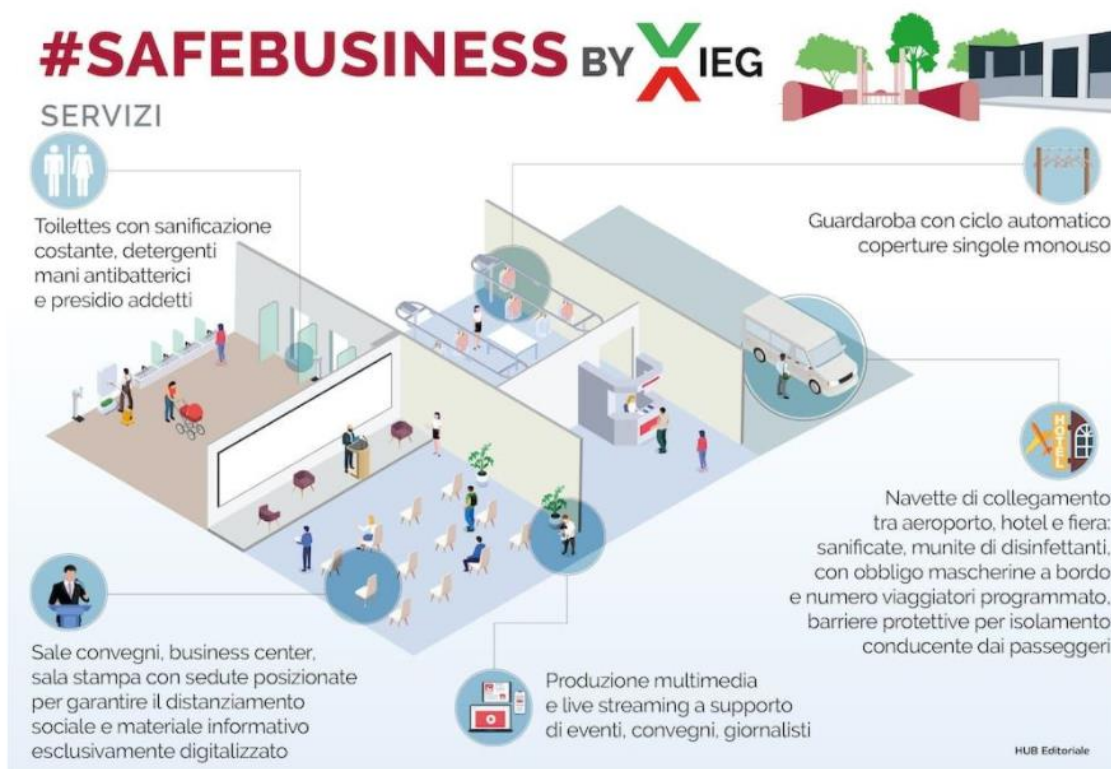 #SAFEBUSINESS BY IEG
SERVIZI
Toilettes con sanificazione
costante, detergenti
mani antibatterici
e presidio addetti
Guardaroba con ciclo automatico
coperture singole monouso
HOTEL
Navette di collegamento
tra aeroporto, hotel e fiera:
sanificate, munite di disinfettanti,
con obbligo mascherine a bordo
e numero viaggiatori programmato,
barriere protettive per isolamento
conducente dai passeggeri
Sale convegni, business center,
sala stampa con sedute posizionate
per garantire il distanziamento
sociale e materiale informativo
esclusivamente digitalizzato
Produzione multimedia
e live streaming a supporto
di eventi, convegni, giornalisti
HUB Editoriale